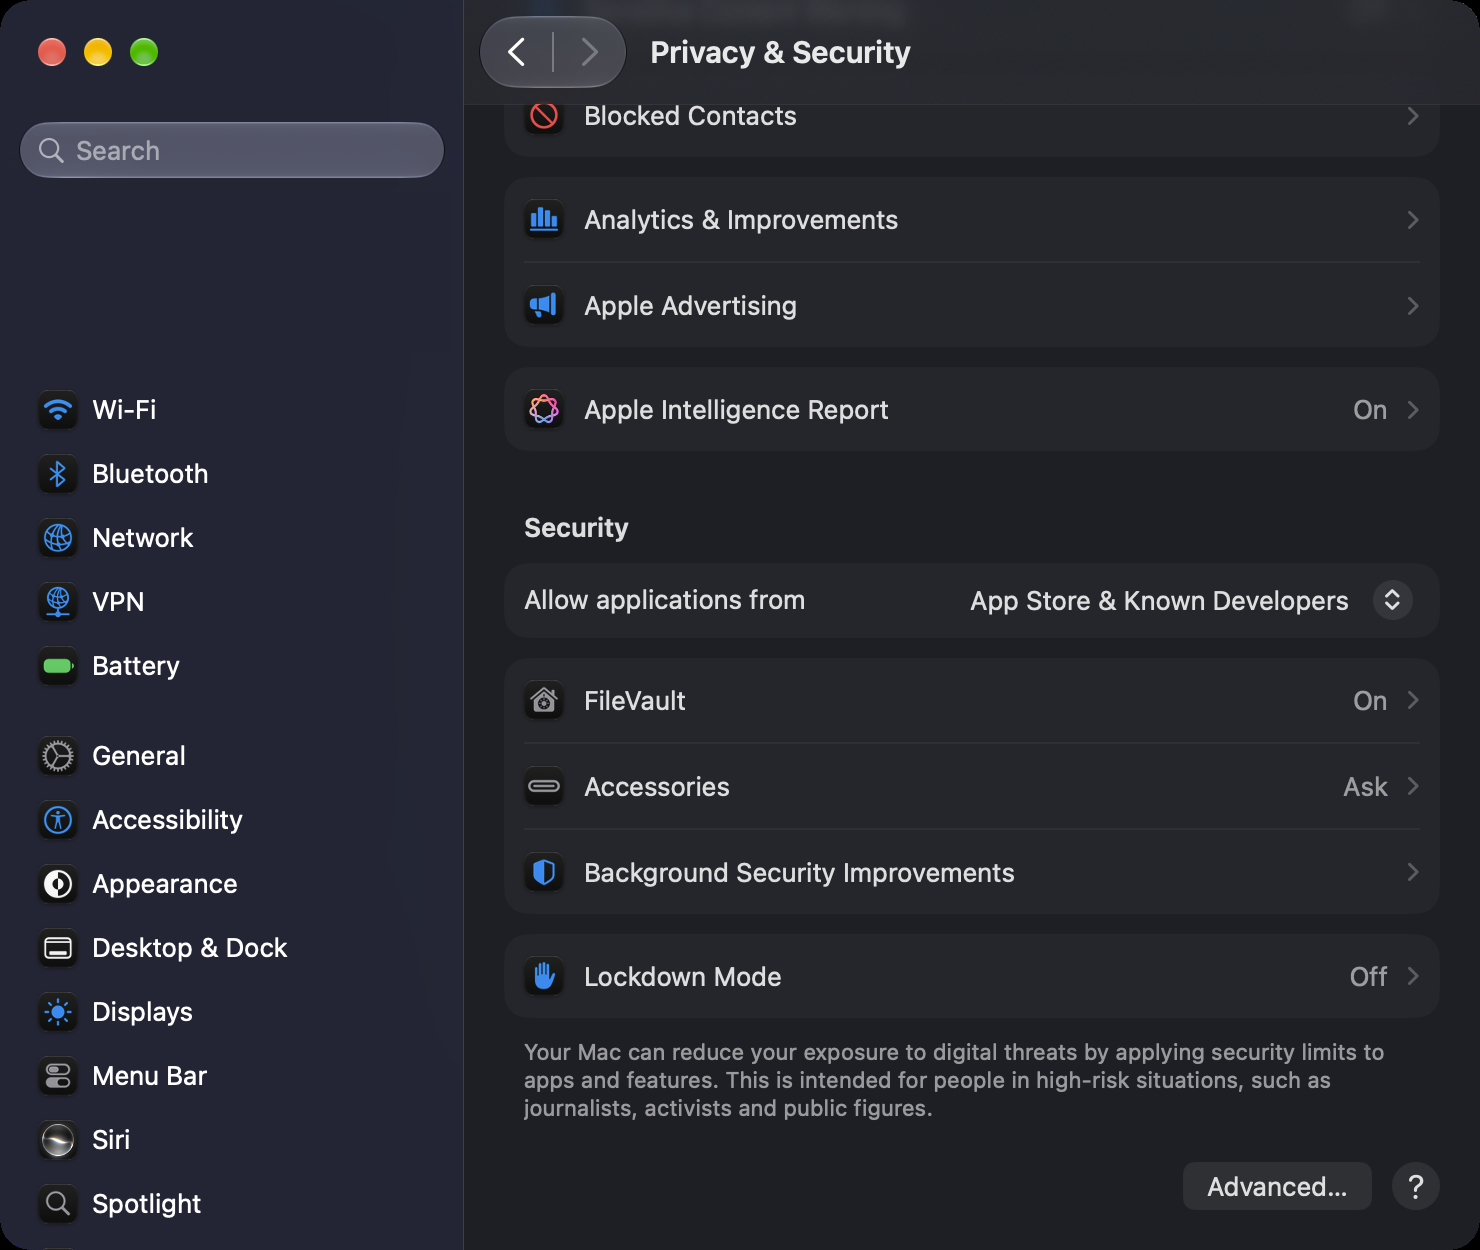 Search
Wi-Fi
Bluetooth
Network
VPN
Battery
General
Accessibility
Appearance
Desktop & Dock
Displays
Menu Bar
Siri
Spotlight
Privacy & Security
Blocked Contacts
Analytics & Improvements
Apple Advertising
Apple Intelligence Report On
Security
Allow applications from App Store & Known Developers
FileVault On
Accessories Ask
Background Security Improvements
Lockdown Mode Off
Your Mac can reduce your exposure to digital threats by applying security limits to
apps and features. This is intended for people in high-risk situations, such as
journalists, activists and public figures.
Advanced... ?